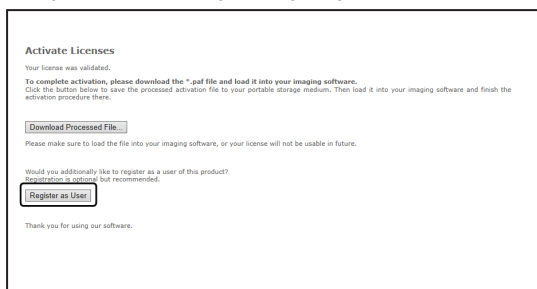 Activate Licenses
Your license was validated.
To complete activation, please download the *.paf file and load it into your imaging software.
Click the button below to save the processed activation file to your portable storage medium. Then load it into your imaging software and finish the
activation procedure there.
Download Processed File...
Please make sure to load the file into your imaging software, or your license will not be usable in future.
Would you additionally like to register as a user of this product?
Registration is optional but recommended.
Register as User
Thank you for using our software.